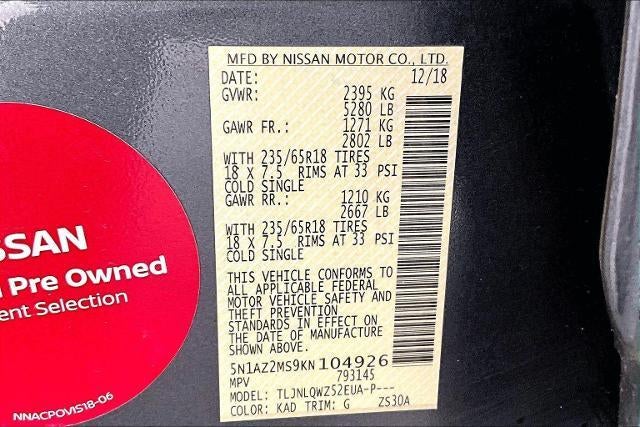 MFD BY NISSAN MOTOR CO., LTD.
DATE: 12/18
GVWR: 2395 KG
5280 LB
GAWR FR.: 1271 KG
2802 LB
WITH 235/65R18 TIRES
18 X 7.5 RIMS AT 33 PSI
COLD SINGLE
GAWR RR.: 1210 KG
2667 LB
WITH 235/65R18 TIRES
18 X 7.5 RIMS AT 33 PSI
COLD SINGLE
THIS VEHICLE CONFORMS TO
ALL APPLICABLE FEDERAL
MOTOR VEHICLE SAFETY AND
THEFT PREVENTION
STANDARDS IN EFFECT ON
THE DATE OF MANUFACTURE
SHOWN ABOVE.
5N1AZ2MS9KN104926
MPV 793145
MODEL: TLJNLQWZ52EUA-P---
COLOR: KAD TRIM: G ZS30A
SSAN
Pre Owned
ent Selection
NNACPOVIS18-06